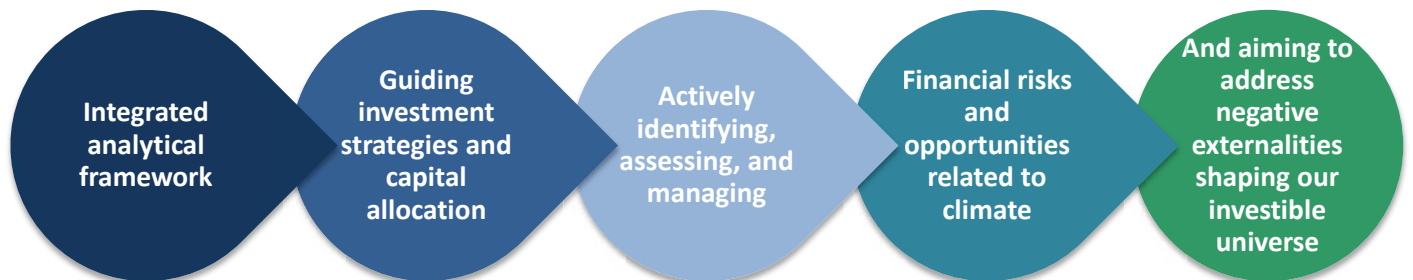 Integrated
analytical
framework
Guiding
investment
strategies and
capital
allocation
Actively
identifying,
assessing, and
managing
Financial risks
and
opportunities
related to
climate
And aiming to
address
negative
externalities
shaping our
investible
universe